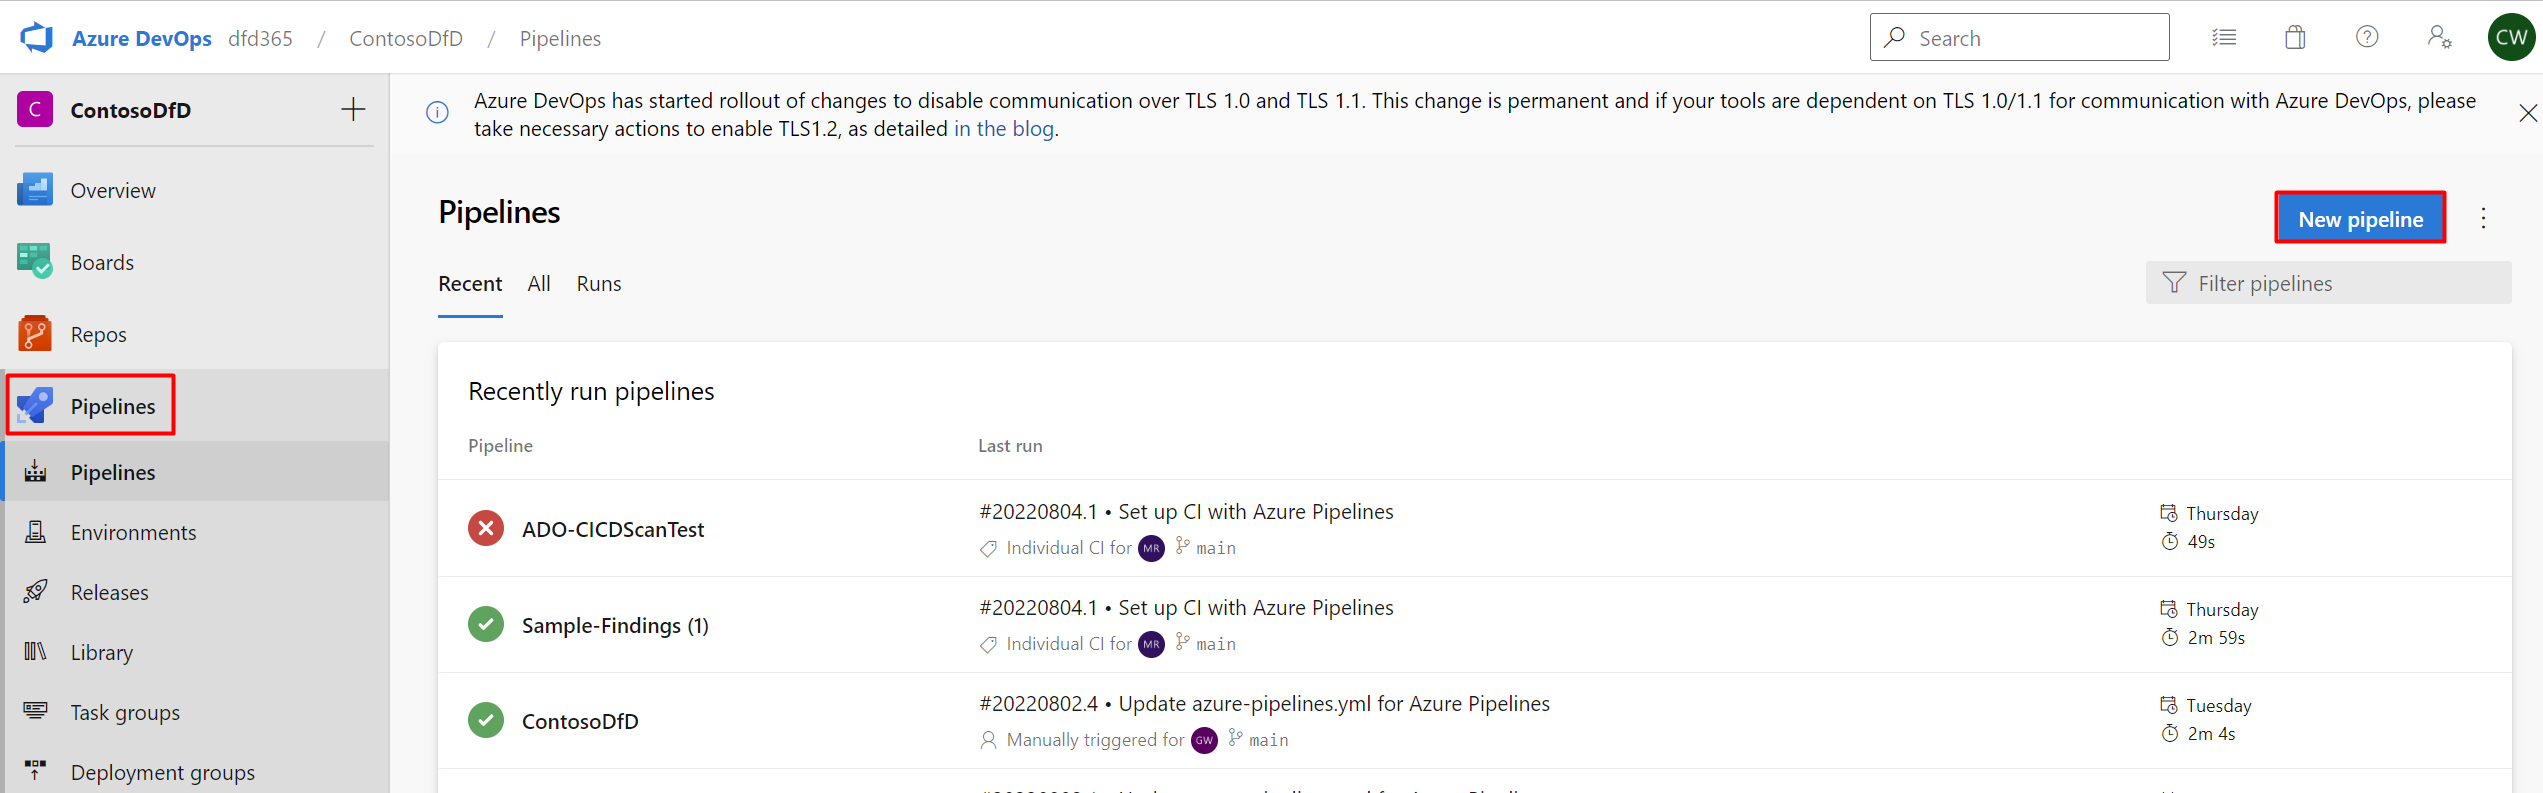 Azure DevOps dfd365 / ContosoDfD / Pipelines
Search
CW
C ContosoDfD
Azure DevOps has started rollout of changes to disable communication over TLS 1.0 and TLS 1.1. This change is permanent and if your tools are dependent on TLS 1.0/1.1 for communication with Azure DevOps, please
take necessary actions to enable TLS1.2, as detailed in the blog.
Overview
Boards
Repos
Pipelines
Pipelines
Environments
Releases
Library
Task groups
Deployment groups
Pipelines
New pipeline
Recent All Runs
Filter pipelines
Recently run pipelines
Pipeline Last run
ADO-CICDScanTest
#20220804.1 • Set up CI with Azure Pipelines
Individual CI for MR main
Thursday
49s
Sample-Findings (1)
#20220804.1 • Set up CI with Azure Pipelines
Individual CI for MR main
Thursday
2m 59s
ContosoDfD
#20220802.4 • Update azure-pipelines.yml for Azure Pipelines
Manually triggered for GW main
Tuesday
2m 4s